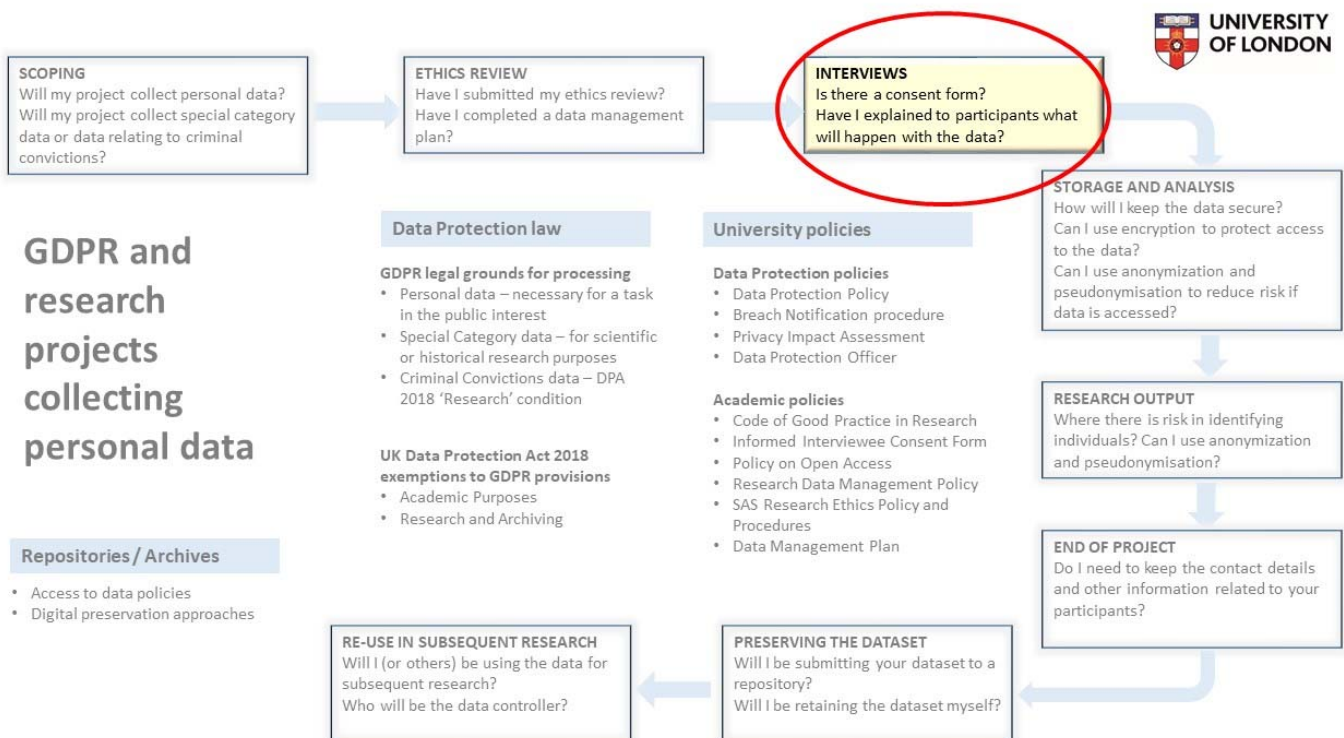 UNIVERSITY
OF LONDON
SCOPING
Will my project collect personal data?
Will my project collect special category
data or data relating to criminal
convictions?
ETHICS REVIEW
Have I submitted my ethics review?
Have I completed a data management
plan?
INTERVIEWS
Is there a consent form?
Have I explained to participants what
will happen with the data?
STORAGE AND ANALYSIS
How will I keep the data secure?
Can I use encryption to protect access
to the data?
Can I use anonymization and
pseudonymisation to reduce risk if
data is accessed?
GDPR and
research
projects
collecting
personal data
Data Protection law
GDPR legal grounds for processing
• Personal data – necessary for a task
in the public interest
• Special Category data – for scientific
or historical research purposes
• Criminal Convictions data – DPA
2018 ‘Research’ condition
UK Data Protection Act 2018
exemptions to GDPR provisions
• Academic Purposes
• Research and Archiving
University policies
Data Protection policies
• Data Protection Policy
• Breach Notification procedure
• Privacy Impact Assessment
• Data Protection Officer
Academic policies
• Code of Good Practice in Research
• Informed Interviewee Consent Form
• Policy on Open Access
• Research Data Management Policy
• SAS Research Ethics Policy and
Procedures
• Data Management Plan
RESEARCH OUTPUT
Where there is risk in identifying
individuals? Can I use anonymization
and pseudonymisation?
END OF PROJECT
Do I need to keep the contact details
and other information related to your
participants?
Repositories / Archives
• Access to data policies
• Digital preservation approaches
RE-USE IN SUBSEQUENT RESEARCH
Will I (or others) be using the data for
subsequent research?
Who will be the data controller?
PRESERVING THE DATASET
Will I be submitting your dataset to a
repository?
Will I be retaining the dataset myself?